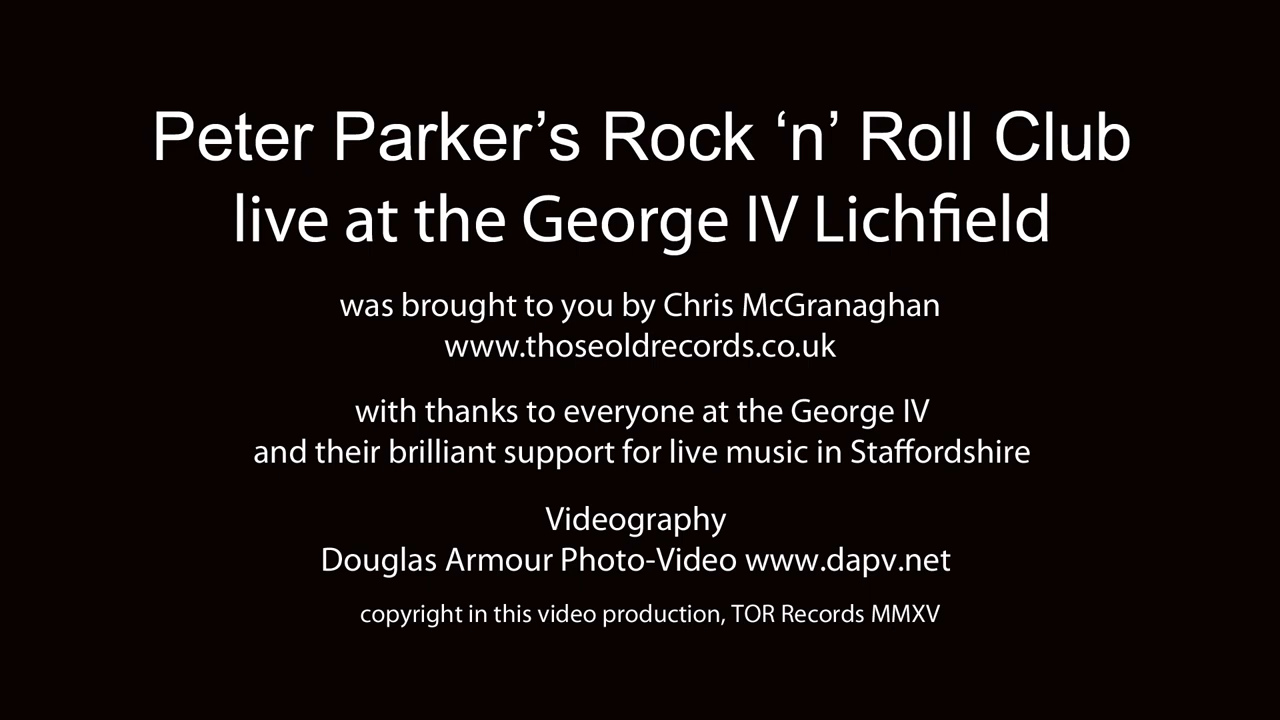 Peter Parker’s Rock ‘n’ Roll Club
live at the George IV Lichfield
was brought to you by Chris McGranaghan
www.thoseoldrecords.co.uk
with thanks to everyone at the George IV
and their brilliant support for live music in Staffordshire
Videography
Douglas Armour Photo-Video www.dapv.net
copyright in this video production, TOR Records MMXV